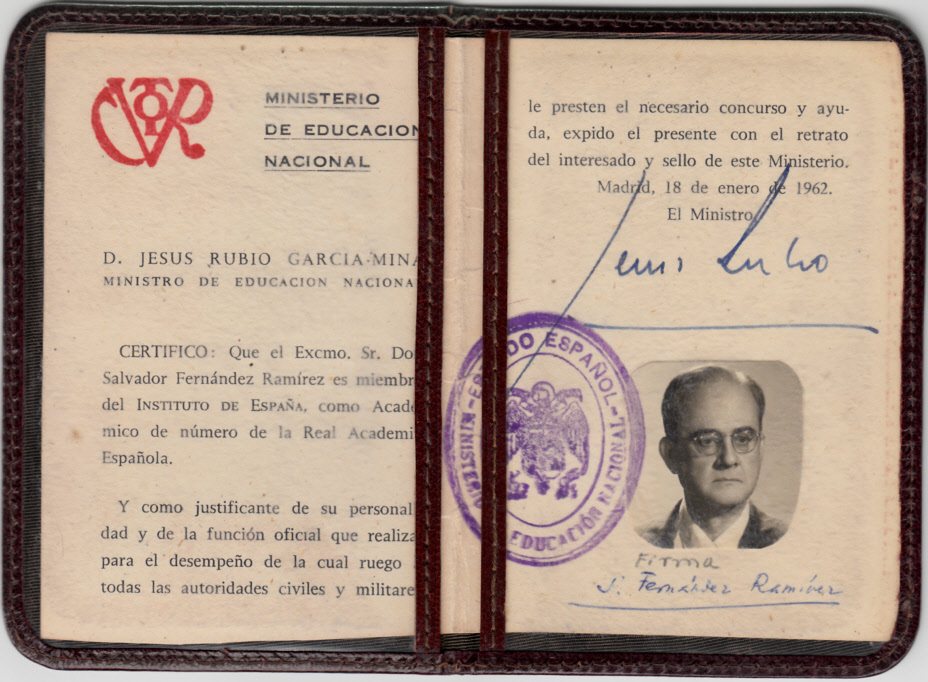 VICTOR
MINISTERIO
DE EDUCACION
NACIONAL
D. JESUS RUBIO GARCIA-MINA
MINISTRO DE EDUCACION NACIONA
CERTIFICO: Que el Excmo. Sr. Do
Salvador Fernández Ramírez es miembr
del INSTITUTO DE ESPAÑA, como Acadé
mico de número de la Real Academi
Española.
Y como justificante de su personal
dad y de la función oficial que realiza
para el desempeño de la cual ruego
todas las autoridades civiles y militare
le presten el necesario concurso y ayu-
da, expido el presente con el retrato
del interesado y sello de este Ministerio.
Madrid, 18 de enero de 1962.
El Ministro
Jesus Rubio
ESTADO ESPAÑOL
MINISTERIO EDUCACIÓN NACIONAL
Firma
S. Fernández Ramírez